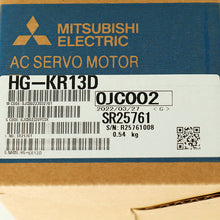 MITSUBISHI
ELECTRIC
AC SERVO MOTOR
HG-KR13D
0JC002
2022/03/27 <G>
SR25761
S/N: R25761008
0.54 kg